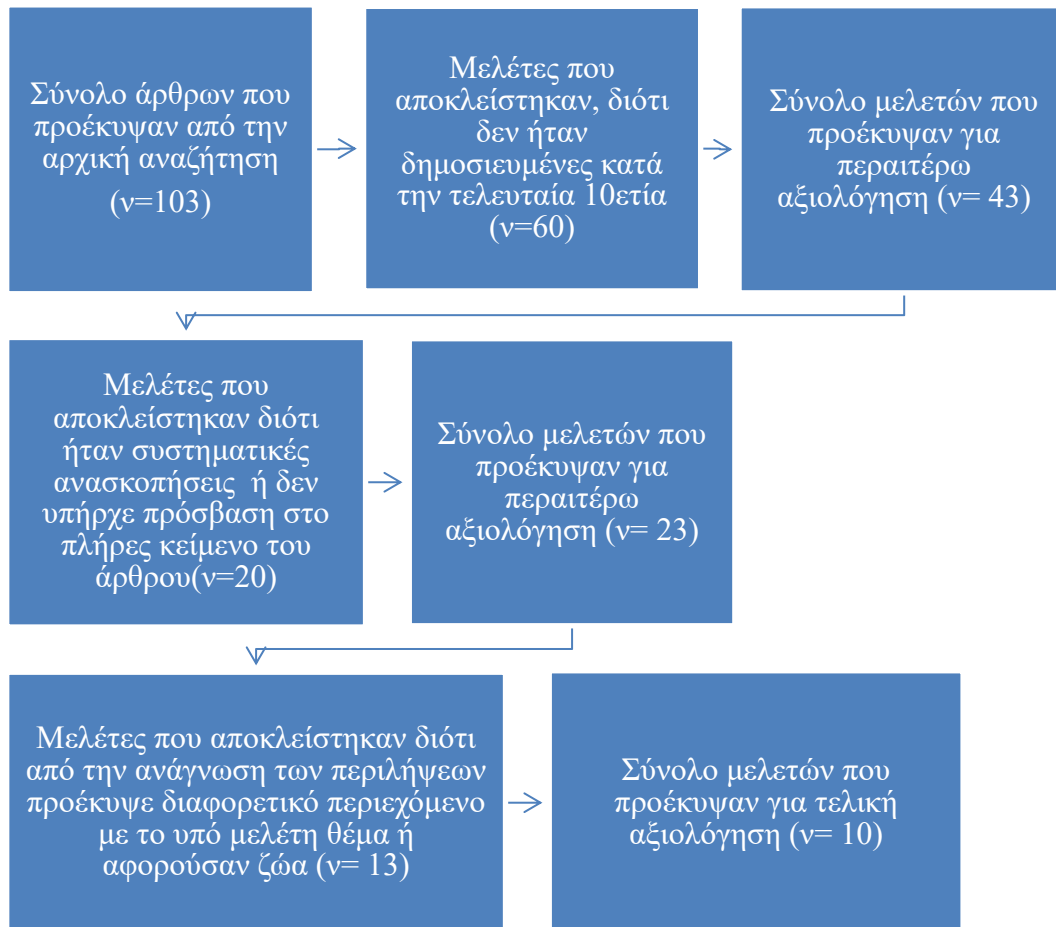 Σύνολο άρθρων που
προέκυψαν από την
αρχική αναζήτηση
(ν=103)
Μελέτες που
αποκλείστηκαν, διότι
δεν ήταν
δημοσιευμένες κατά
την τελευταία 10ετία
(ν=60)
Σύνολο μελετών που
προέκυψαν για
περαιτέρω
αξιολόγηση (ν= 43)
Μελέτες που
αποκλείστηκαν διότι
ήταν συστηματικές
ανασκοπήσεις ή δεν
υπήρχε πρόσβαση στο
πλήρες κείμενο του
άρθρου(ν=20)
Σύνολο μελετών που
προέκυψαν για
περαιτέρω
αξιολόγηση (ν= 23)
Μελέτες που αποκλείστηκαν διότι
από την ανάγνωση των περιλήψεων
προέκυψε διαφορετικό περιεχόμενο
με το υπό μελέτη θέμα ή
αφορούσαν ζώα (ν= 13)
Σύνολο μελετών που
προέκυψαν για τελική
αξιολόγηση (ν= 10)